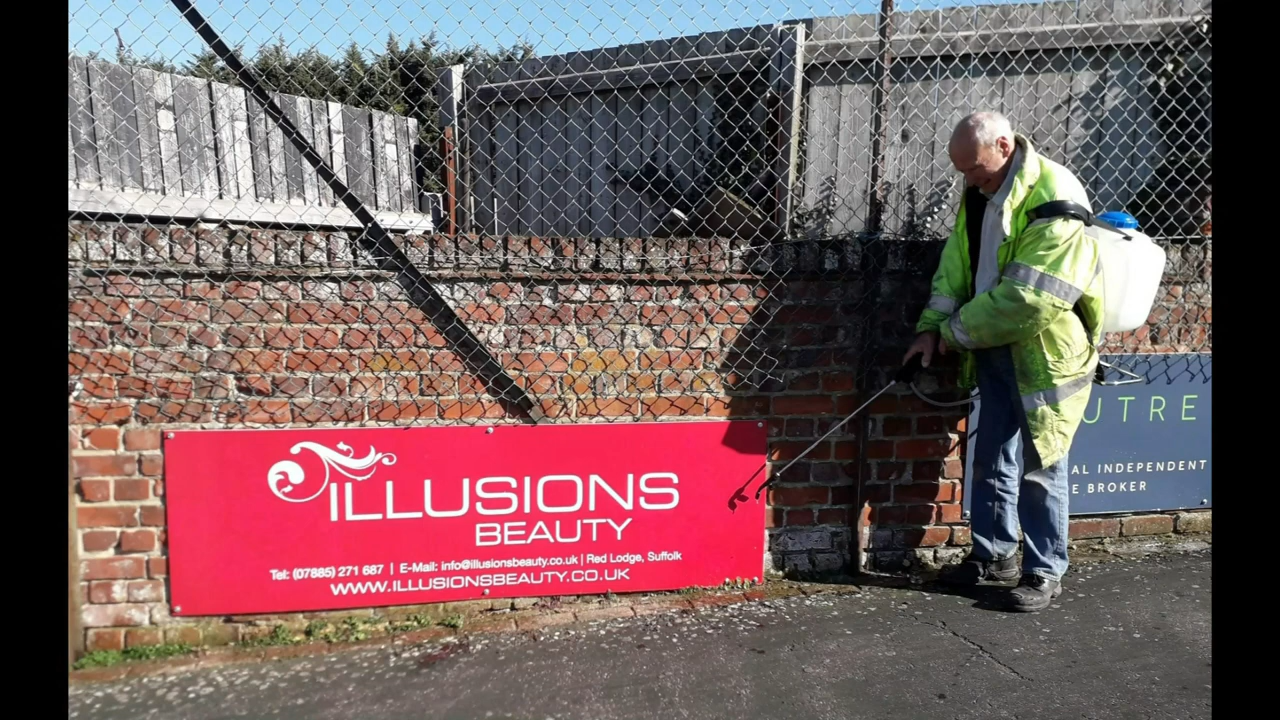 ILLUSIONS
BEAUTY
Tel: (07885) 271 687 | E-Mail: info@illusionsbeauty.co.uk | Red Lodge, Suffolk
WWW.ILLUSIONSBEAUTY.CO.UK
UTRE
AL INDEPENDENT
E BROKER